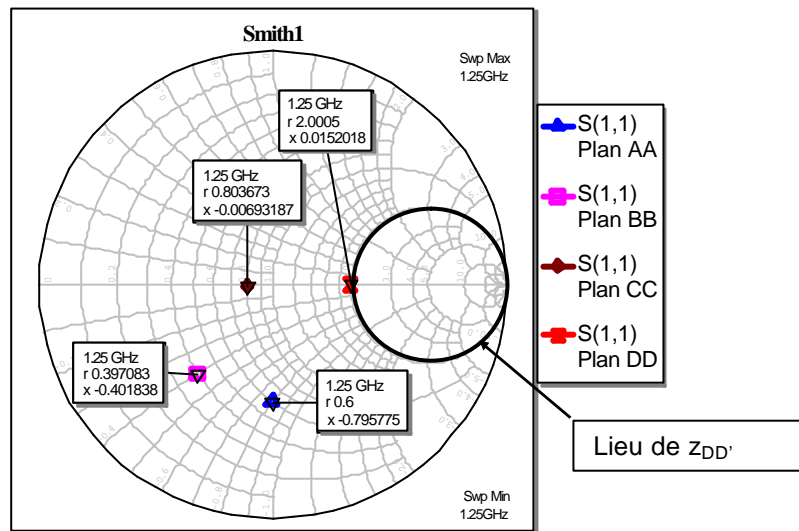 Smith1
Swp Max
1.25GHz
1.25 GHz
r 2.0005
x 0.0152018
1.25 GHz
r 0.803673
x -0.00693187
1.25 GHz
r 0.397083
x -0.401838
1.25 GHz
r 0.6
x -0.795775
Swp Min
1.25GHz
S(1,1)
Plan AA
S(1,1)
Plan BB
S(1,1)
Plan CC
S(1,1)
Plan DD
Lieu de zDD'